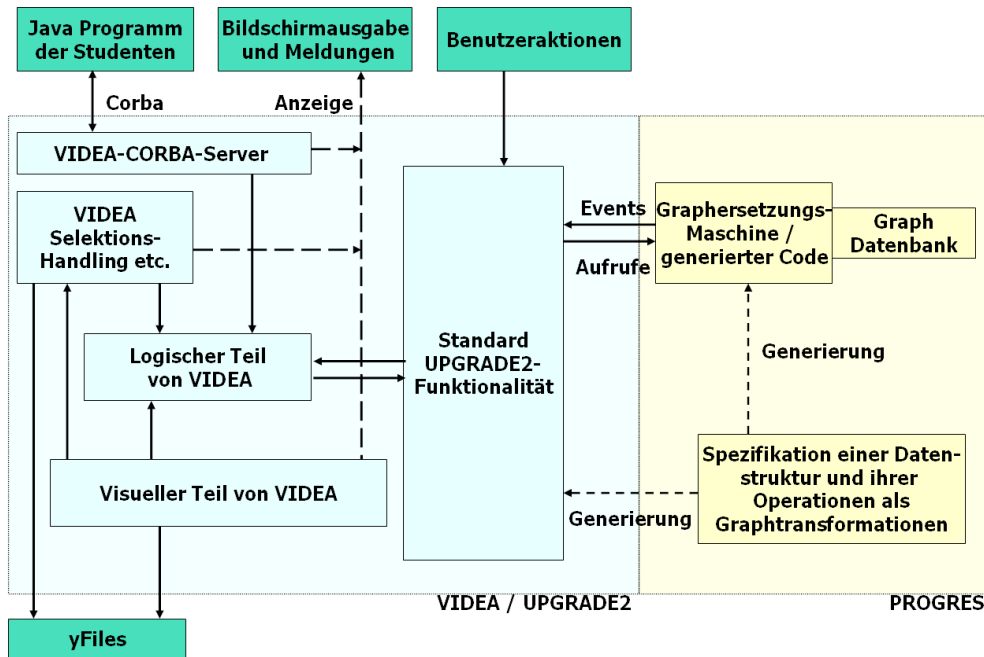 Java Programm
der Studenten
Bildschirmausgabe
und Meldungen
Benutzeraktionen
Corba
Anzeige
VIDEA-CORBA-Server
VIDEA
Selektions-
Handling etc.
Events
Aufrufe
Graphersetzungs-
Maschine /
generierter Code
Graph
Datenbank
Logischer Teil
von VIDEA
Standard
UPGRADE2-
Funktionalität
Generierung
Visueller Teil von VIDEA
Spezifikation einer Daten-
struktur und ihrer
Operationen als
Graphtransformationen
Generierung
VIDEA / UPGRADE2
PROGRES
yFiles